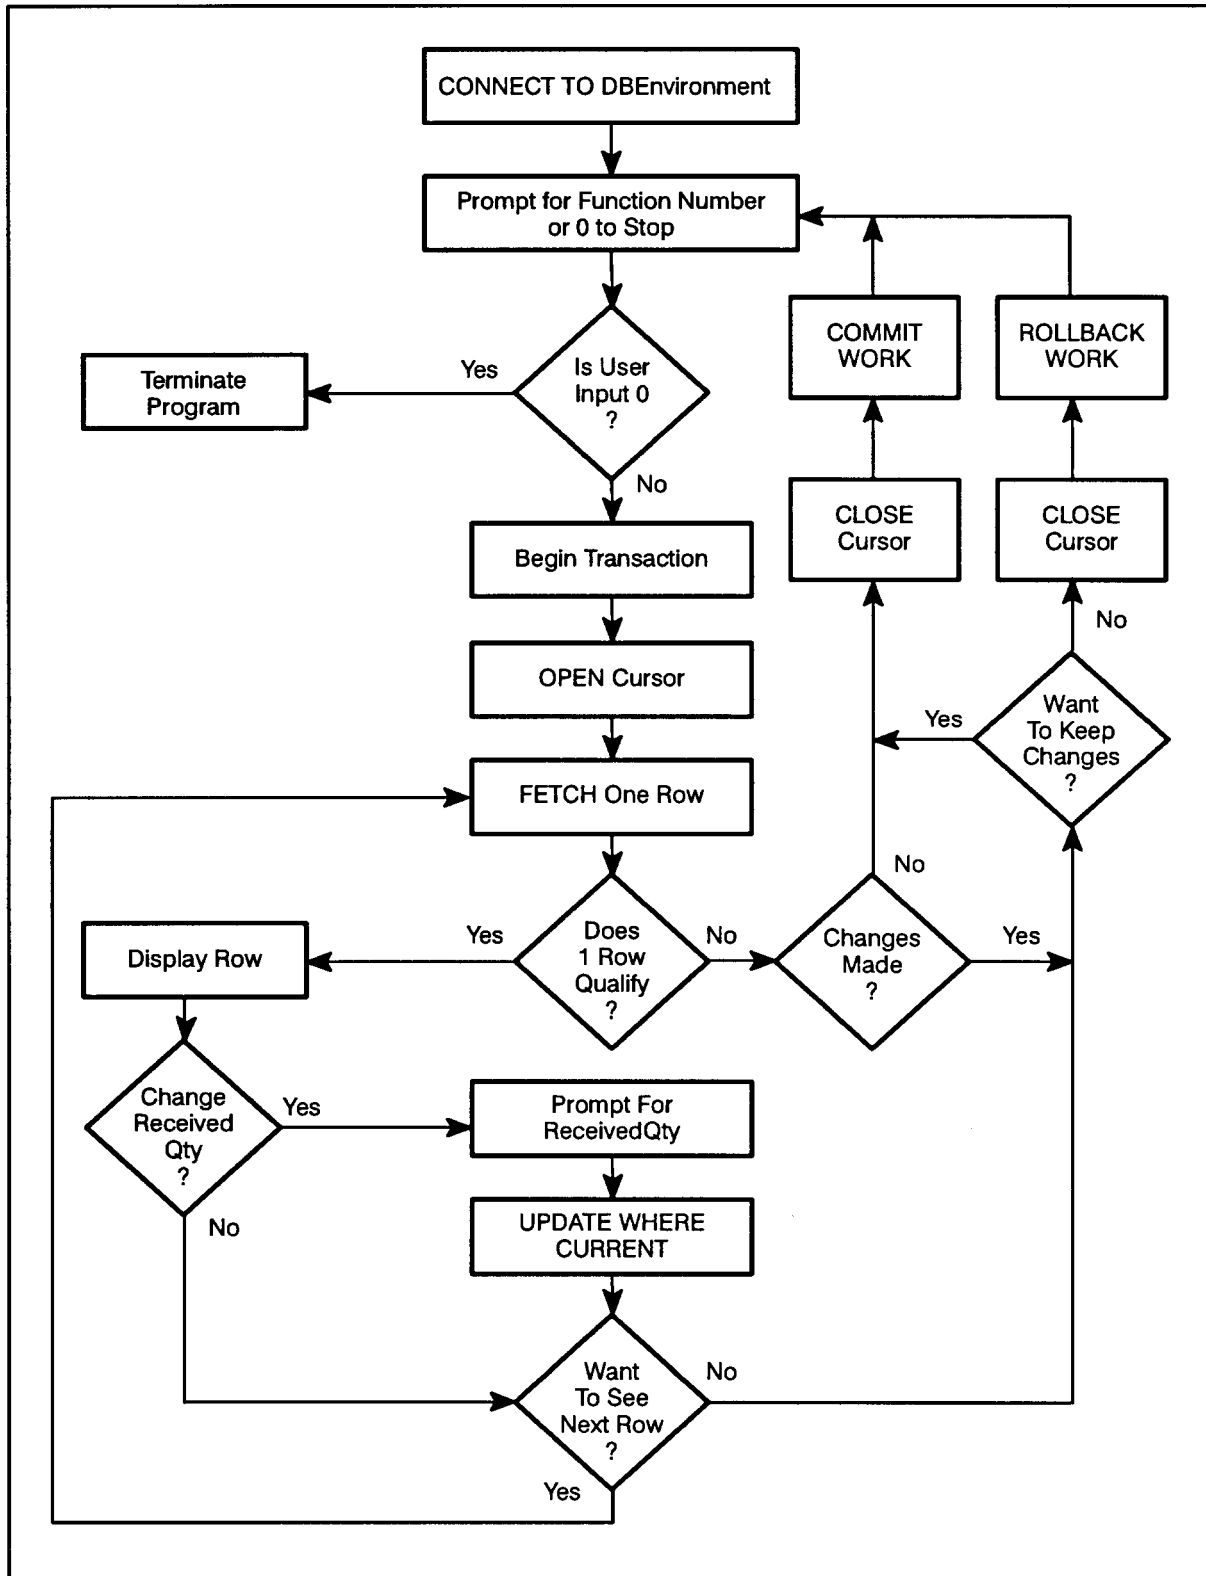 CONNECT TO DBEnvironment
Prompt for Function Number
or 0 to Stop
COMMIT
WORK
ROLLBACK
WORK
Is User
Input 0
?
Yes
Terminate
Program
No
CLOSE
Cursor
CLOSE
Cursor
Begin Transaction
No
OPEN Cursor
Want
To Keep
Changes
?
Yes
FETCH One Row
No
Does
1 Row
Qualify
?
Yes
No
Display Row
Changes
Made
?
Yes
Change
Received
Qty
?
Yes
Prompt For
ReceivedQty
No
UPDATE WHERE
CURRENT
Want
To See
Next Row
?
No
Yes